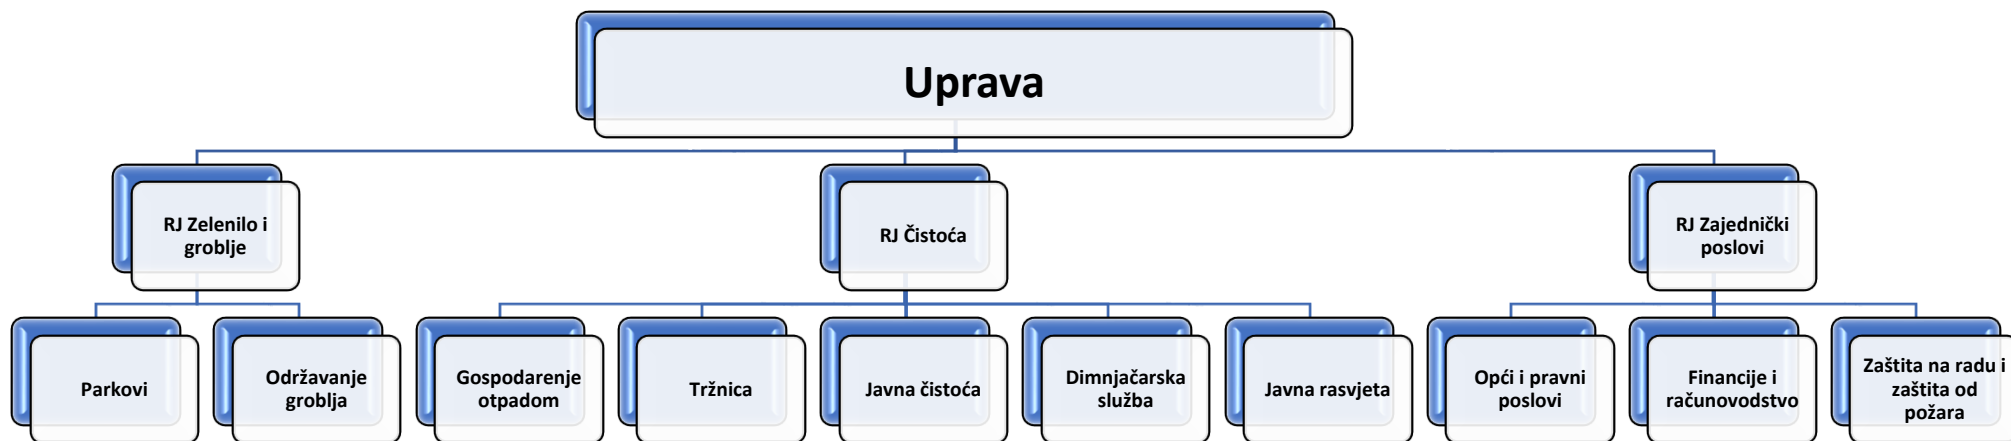 Uprava
RJ Zelenilo i
groblje
RJ Čistoća
RJ Zajednički
poslovi
Parkovi
Održavanje
groblja
Gospodarenje
otpadom
Tržnica
Javna čistoća
Dimnjačarska
služba
Javna rasvjeta
Opći i pravni
poslovi
Financije i
računovodstvo
Zaštita na radu i
zaštita od
požara